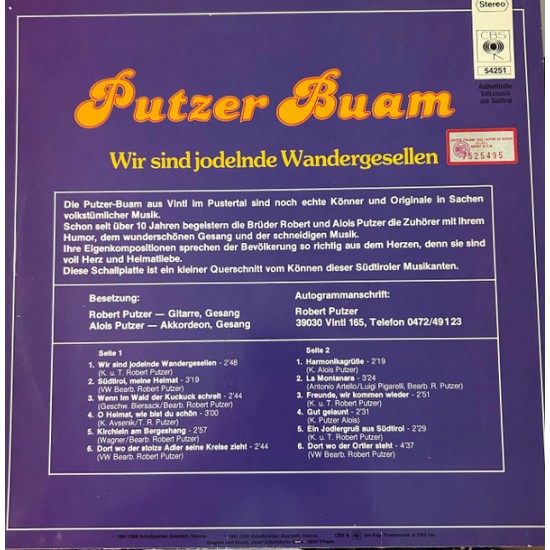 Stereo
CBS
54251
Authentische
Volksmusik
aus Südtirol
Putzer Buam
Wir sind jodelnde Wandergesellen
7525495
Die Putzer-Buam aus Vintl im Pustertal sind noch echte Könner und Originale in Sachen
volkstümlicher Musik.
Schon seit über 10 Jahren begeistern die Brüder Robert und Alois Putzer die Zuhörer mit ihrem
Humor, dem wunderschönen Gesang und der schneidigen Musik.
Ihre Eigenkompositionen sprechen der Bevölkerung so richtig aus dem Herzen, denn sie sind
voll Herz und Heimatliebe.
Diese Schallplatte ist ein kleiner Querschnitt vom Können dieser Südtiroler Musikanten.
Besetzung:
Robert Putzer — Gitarre, Gesang
Alois Putzer — Akkordeon, Gesang
Autogrammanschrift:
Robert Putzer
39030 Vintl 165, Telefon 0472/49123
Seite 1
1. Wir sind jodelnde Wandergesellen - 2'48
(K. u. T. Robert Putzer)
2. Südtirol, meine Heimat - 3'19
(VW Bearb. Robert Putzer)
3. Wenn im Wald der Kuckuck schreit - 2'44
(Geschw. Biersack/Bearb. Robert Putzer)
4. O Heimat, wie bist du schön - 3'00
(K. Avsenik/T. R. Putzer)
5. Kirchlein am Bergeshang - 2'57
(Wagner/Bearb. Robert Putzer)
6. Dort wo der stolze Adler seine Kreise zieht - 2'44
(VW Bearb. Robert Putzer)
Seite 2
1. Harmonikagrüße - 2'19
(K. Alois Putzer)
2. La Montanara - 3'24
(Antonio Artello/Luigi Pigarelli, Bearb. R. Putzer)
3. Freunde, wir kommen wieder - 2'51
(K. u. T. Robert Putzer)
4. Gut gelaunt - 2'31
(K. Putzer Alois)
5. Ein Jodlergruß aus Südtirol - 2'29
(K. u. T. Robert Putzer)
6. Dort wo der Ortler steht - 4'37
(VW Bearb. Robert Putzer)